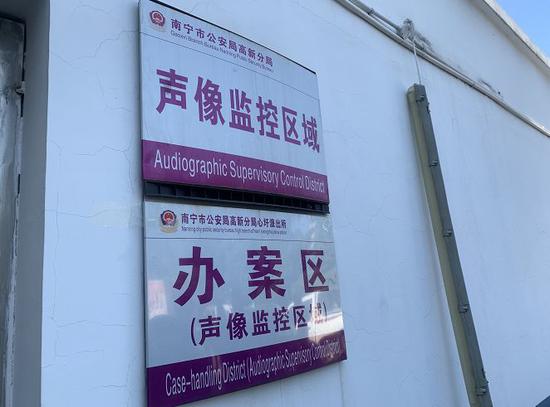 南宁市公安局高新分局
声像监控区域
Audiographic Supervisory Control District
南宁市公安局高新分局心圩派出所
办案区
(声像监控区域)
Case-handling District (Audiographic Supervisory Control District)